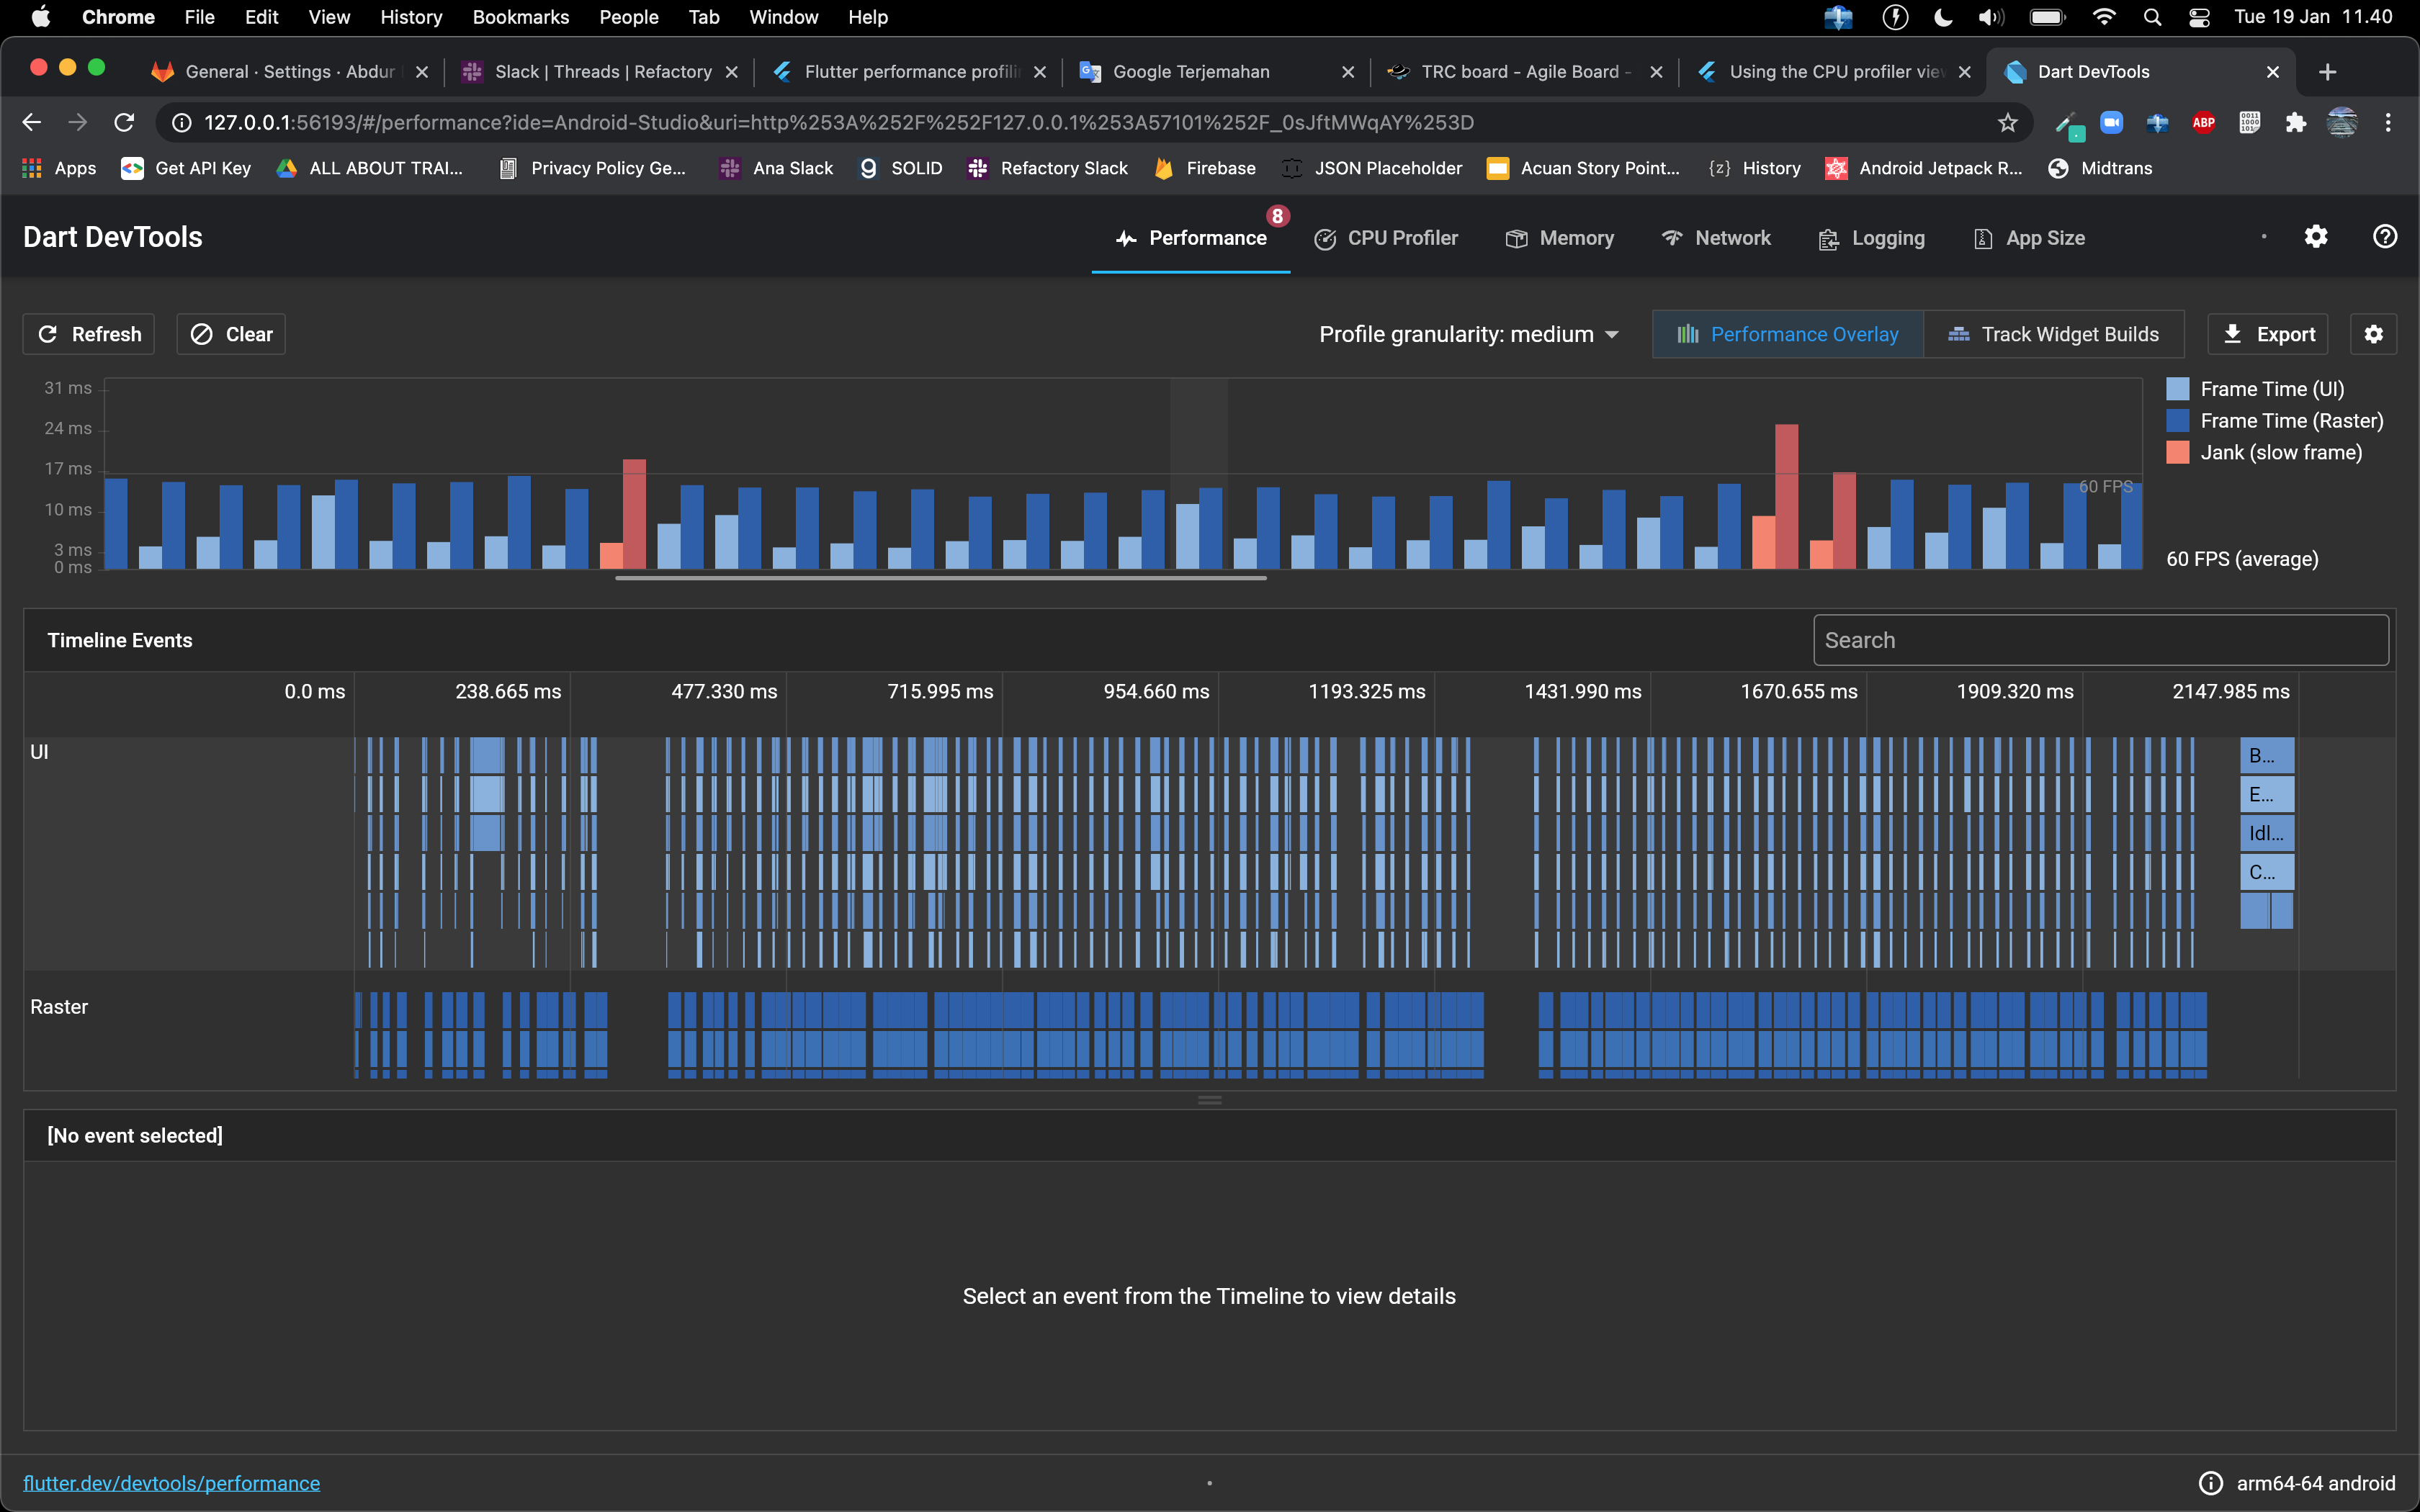 Chrome File Edit View History Bookmarks People Tab Window Help Tue 19 Jan 11.40
General · Settings · Abdur Slack | Threads | Refactory Flutter performance profilin Google Terjemahan TRC board - Agile Board - Using the CPU profiler view Dart DevTools
127.0.0.1:56193/#/performance?ide=Android-Studio&uri=http%253A%252F%252F127.0.0.1%253A57101%252F_0sJftMWqAY%253D ABP
Apps Get API Key ALL ABOUT TRAI... Privacy Policy Ge... Ana Slack SOLID Refactory Slack Firebase JSON Placeholder Acuan Story Point... History Android Jetpack R... Midtrans
Dart DevTools Performance 8 CPU Profiler Memory Network Logging App Size
Refresh Clear Profile granularity: medium Performance Overlay Track Widget Builds Export
31 ms Frame Time (UI)
24 ms Frame Time (Raster)
17 ms Jank (slow frame)
60 FPS
10 ms
3 ms 60 FPS (average)
0 ms
Timeline Events Search
0.0 ms 238.665 ms 477.330 ms 715.995 ms 954.660 ms 1193.325 ms 1431.990 ms 1670.655 ms 1909.320 ms 2147.985 ms
UI B...
E...
Idl...
C...
Raster
[No event selected]
Select an event from the Timeline to view details
flutter.dev/devtools/performance arm64-64 android